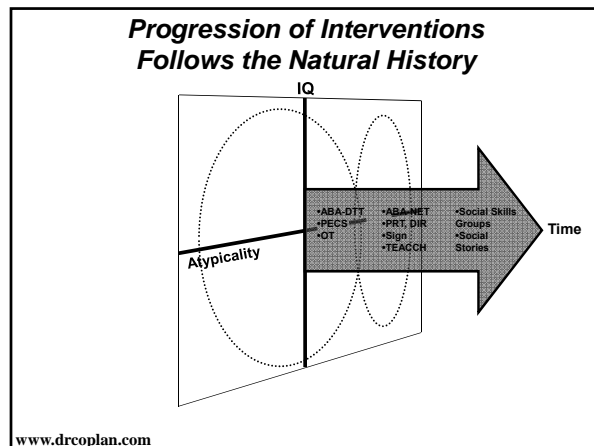 Progression of Interventions
Follows the Natural History
IQ
•ABA-DTT
•PECS
•OT
•ABA-NET
•PRT, DIR
•Sign
•TEACCH
•Social Skills
Groups
•Social
Stories
Time
Atypicality
www.drcoplan.com